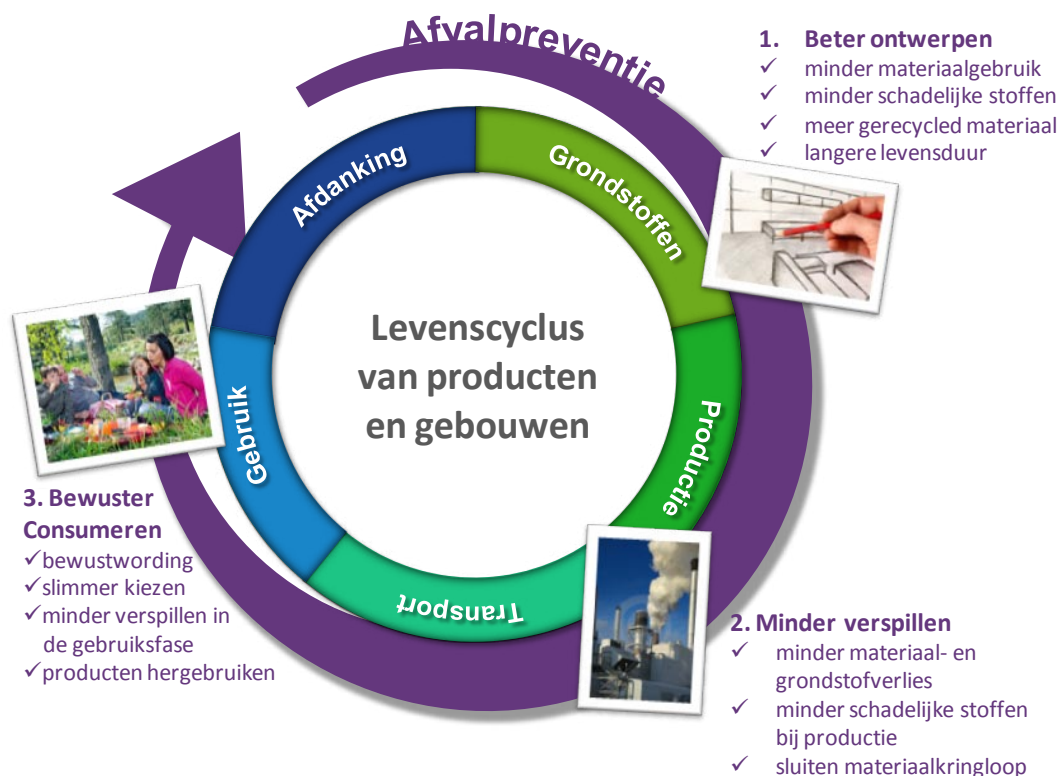 Afvalpreventie
1. Beter ontwerpen
✓ minder materiaalgebruik
✓ minder schadelijke stoffen
✓ meer gerecycled materiaal
✓ langere levensduur
Afdanking
Grondstoffen
Levenscyclus
van producten
en gebouwen
Gebruik
Productie
Transport
3. Bewuster
Consumeren
✓ bewustwording
✓ slimmer kiezen
✓ minder verspillen in
de gebruiksfase
✓ producten hergebruiken
2. Minder verspillen
✓ minder materiaal- en
grondstofverlies
✓ minder schadelijke stoffen
bij productie
✓ sluiten materiaalkringloop